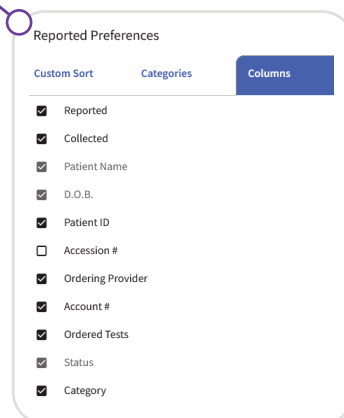 Reported Preferences
Custom Sort Categories Columns
Reported
Collected
Patient Name
D.O.B.
Patient ID
Accession #
Ordering Provider
Account #
Ordered Tests
Status
Category